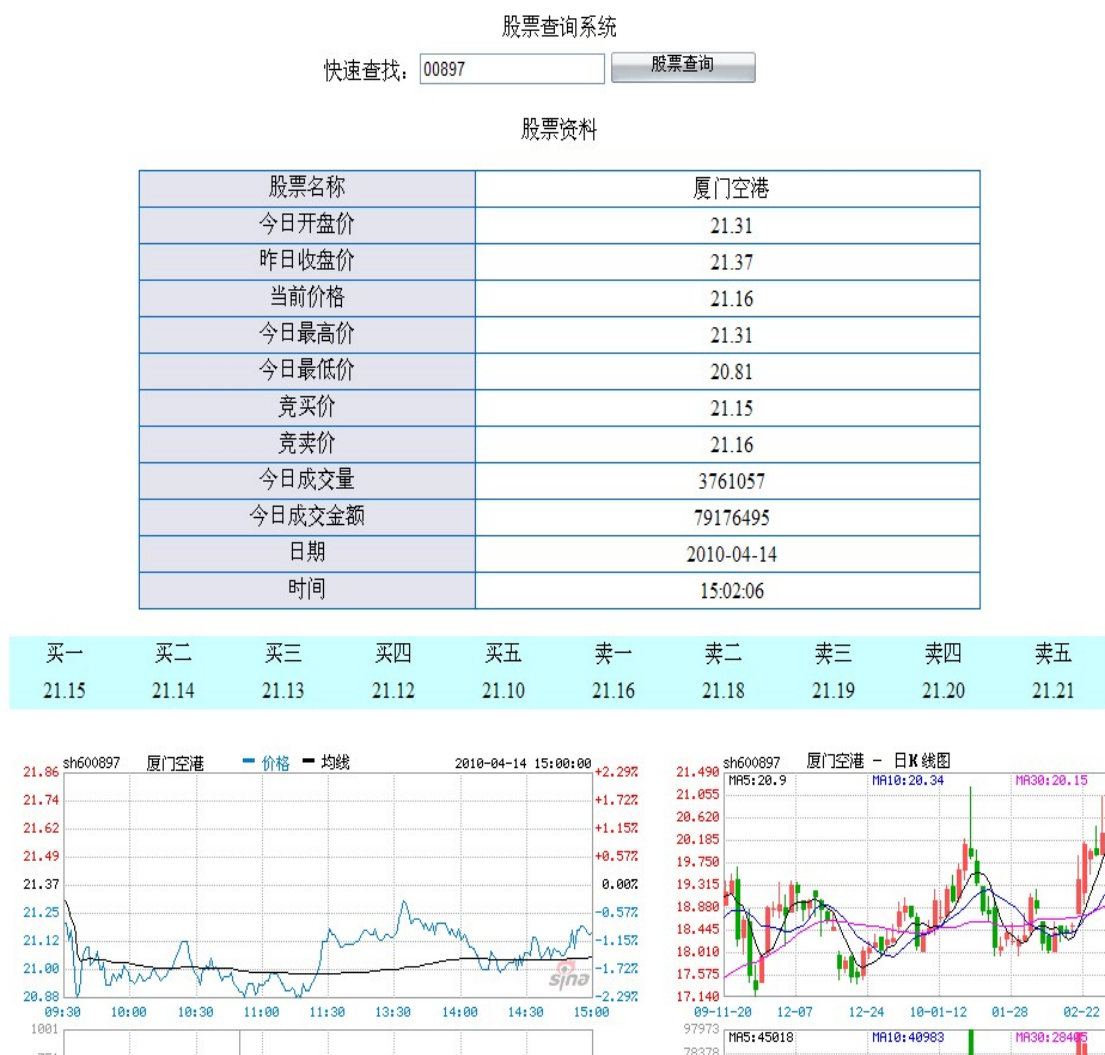 股票查询系统
快速查找： 00897 股票查询
股票资料
股票名称 厦门空港
今日开盘价 21.31
昨日收盘价 21.37
当前价格 21.16
今日最高价 21.31
今日最低价 20.81
竞买价 21.15
竞卖价 21.16
今日成交量 3761057
今日成交金额 79176495
日期 2010-04-14
时间 15:02:06
买一 买二 买三 买四 买五 卖一 卖二 卖三 卖四 卖五
21.15 21.14 21.13 21.12 21.10 21.16 21.18 21.19 21.20 21.21
sh600897 厦门空港 价格 均线 2010-04-14 15:00:00
21.86 +2.29%
21.74 +1.72%
21.62 +1.15%
21.49 +0.57%
21.37 0.00%
21.25 -0.57%
21.12 -1.15%
21.00 -1.72%
20.88 -2.29%
sina
09:30 10:00 10:30 11:00 11:30 13:30 14:00 14:30 15:00
1001
sh600897 厦门空港 - 日K线图
MA5:20.9 MA10:20.34 MA30:20.15
21.490
21.055
20.620
20.185
19.750
19.315
18.880
18.445
18.010
17.575
17.140
09-11-20 12-07 12-24 10-01-12 01-28 02-22
97973 MA5:45018 MA10:40983 MA30:28405
78378